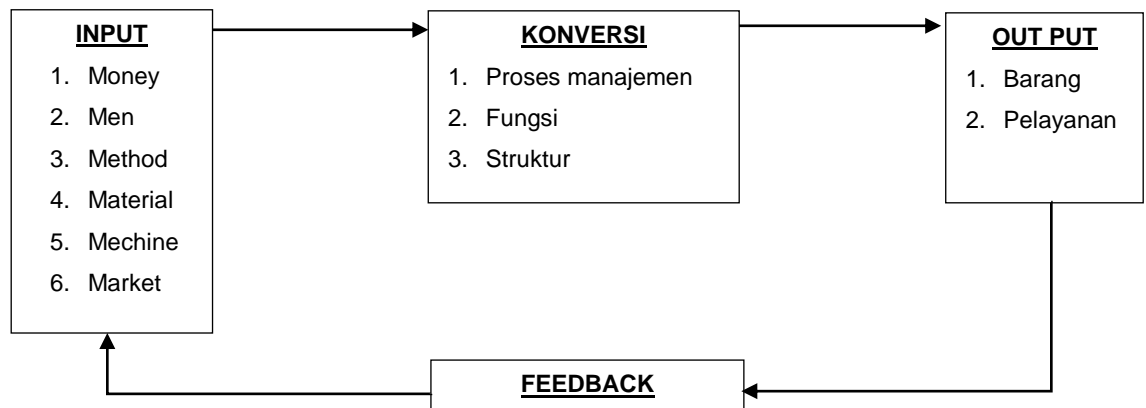 INPUT
1. Money
2. Men
3. Method
4. Material
5. Mechine
6. Market
KONVERSI
1. Proses manajemen
2. Fungsi
3. Struktur
OUT PUT
1. Barang
2. Pelayanan
FEEDBACK